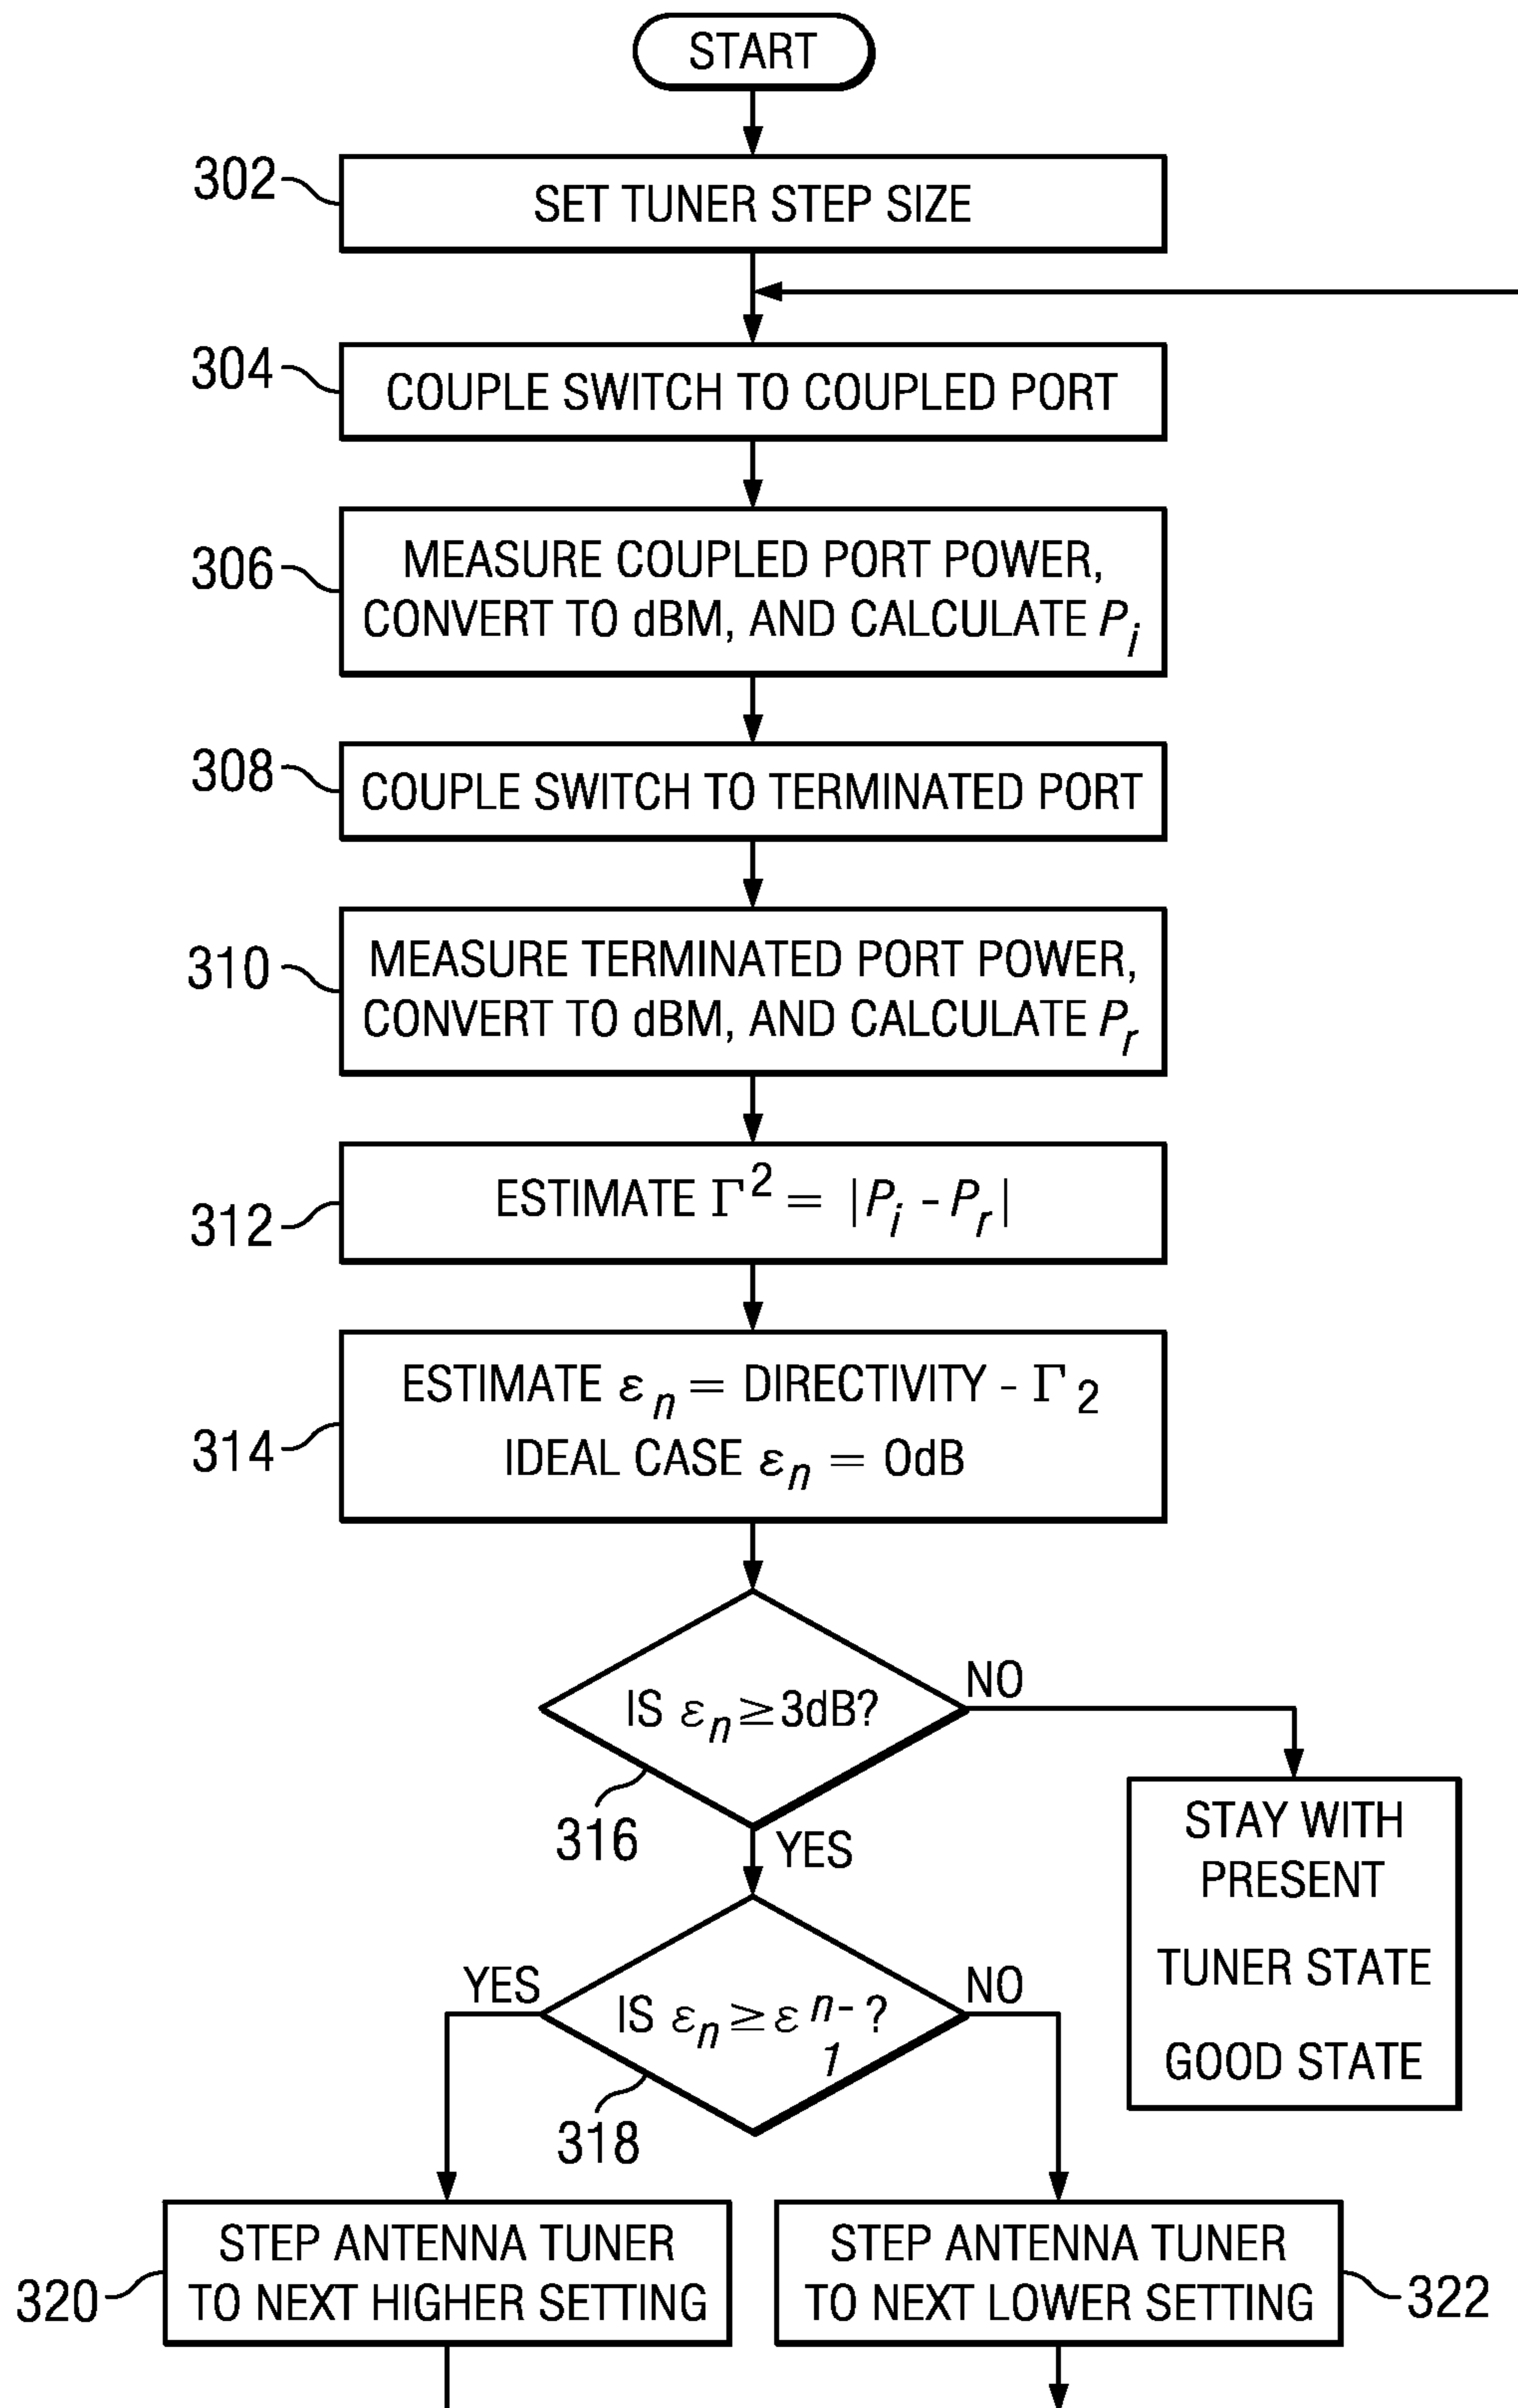 START
302
SET TUNER STEP SIZE
304
COUPLE SWITCH TO COUPLED PORT
306
MEASURE COUPLED PORT POWER,
CONVERT TO dBM, AND CALCULATE Pi
308
COUPLE SWITCH TO TERMINATED PORT
310
MEASURE TERMINATED PORT POWER,
CONVERT TO dBM, AND CALCULATE Pr
312
ESTIMATE Γ2 = |Pi - Pr|
314
ESTIMATE εn = DIRECTIVITY - Γ2
IDEAL CASE εn = 0dB
IS εn ≥ 3dB?
NO
316
YES
STAY WITH
PRESENT
TUNER STATE
GOOD STATE
YES
IS εn ≥ ε n- ?
1
NO
318
320
STEP ANTENNA TUNER
TO NEXT HIGHER SETTING
STEP ANTENNA TUNER
TO NEXT LOWER SETTING
322